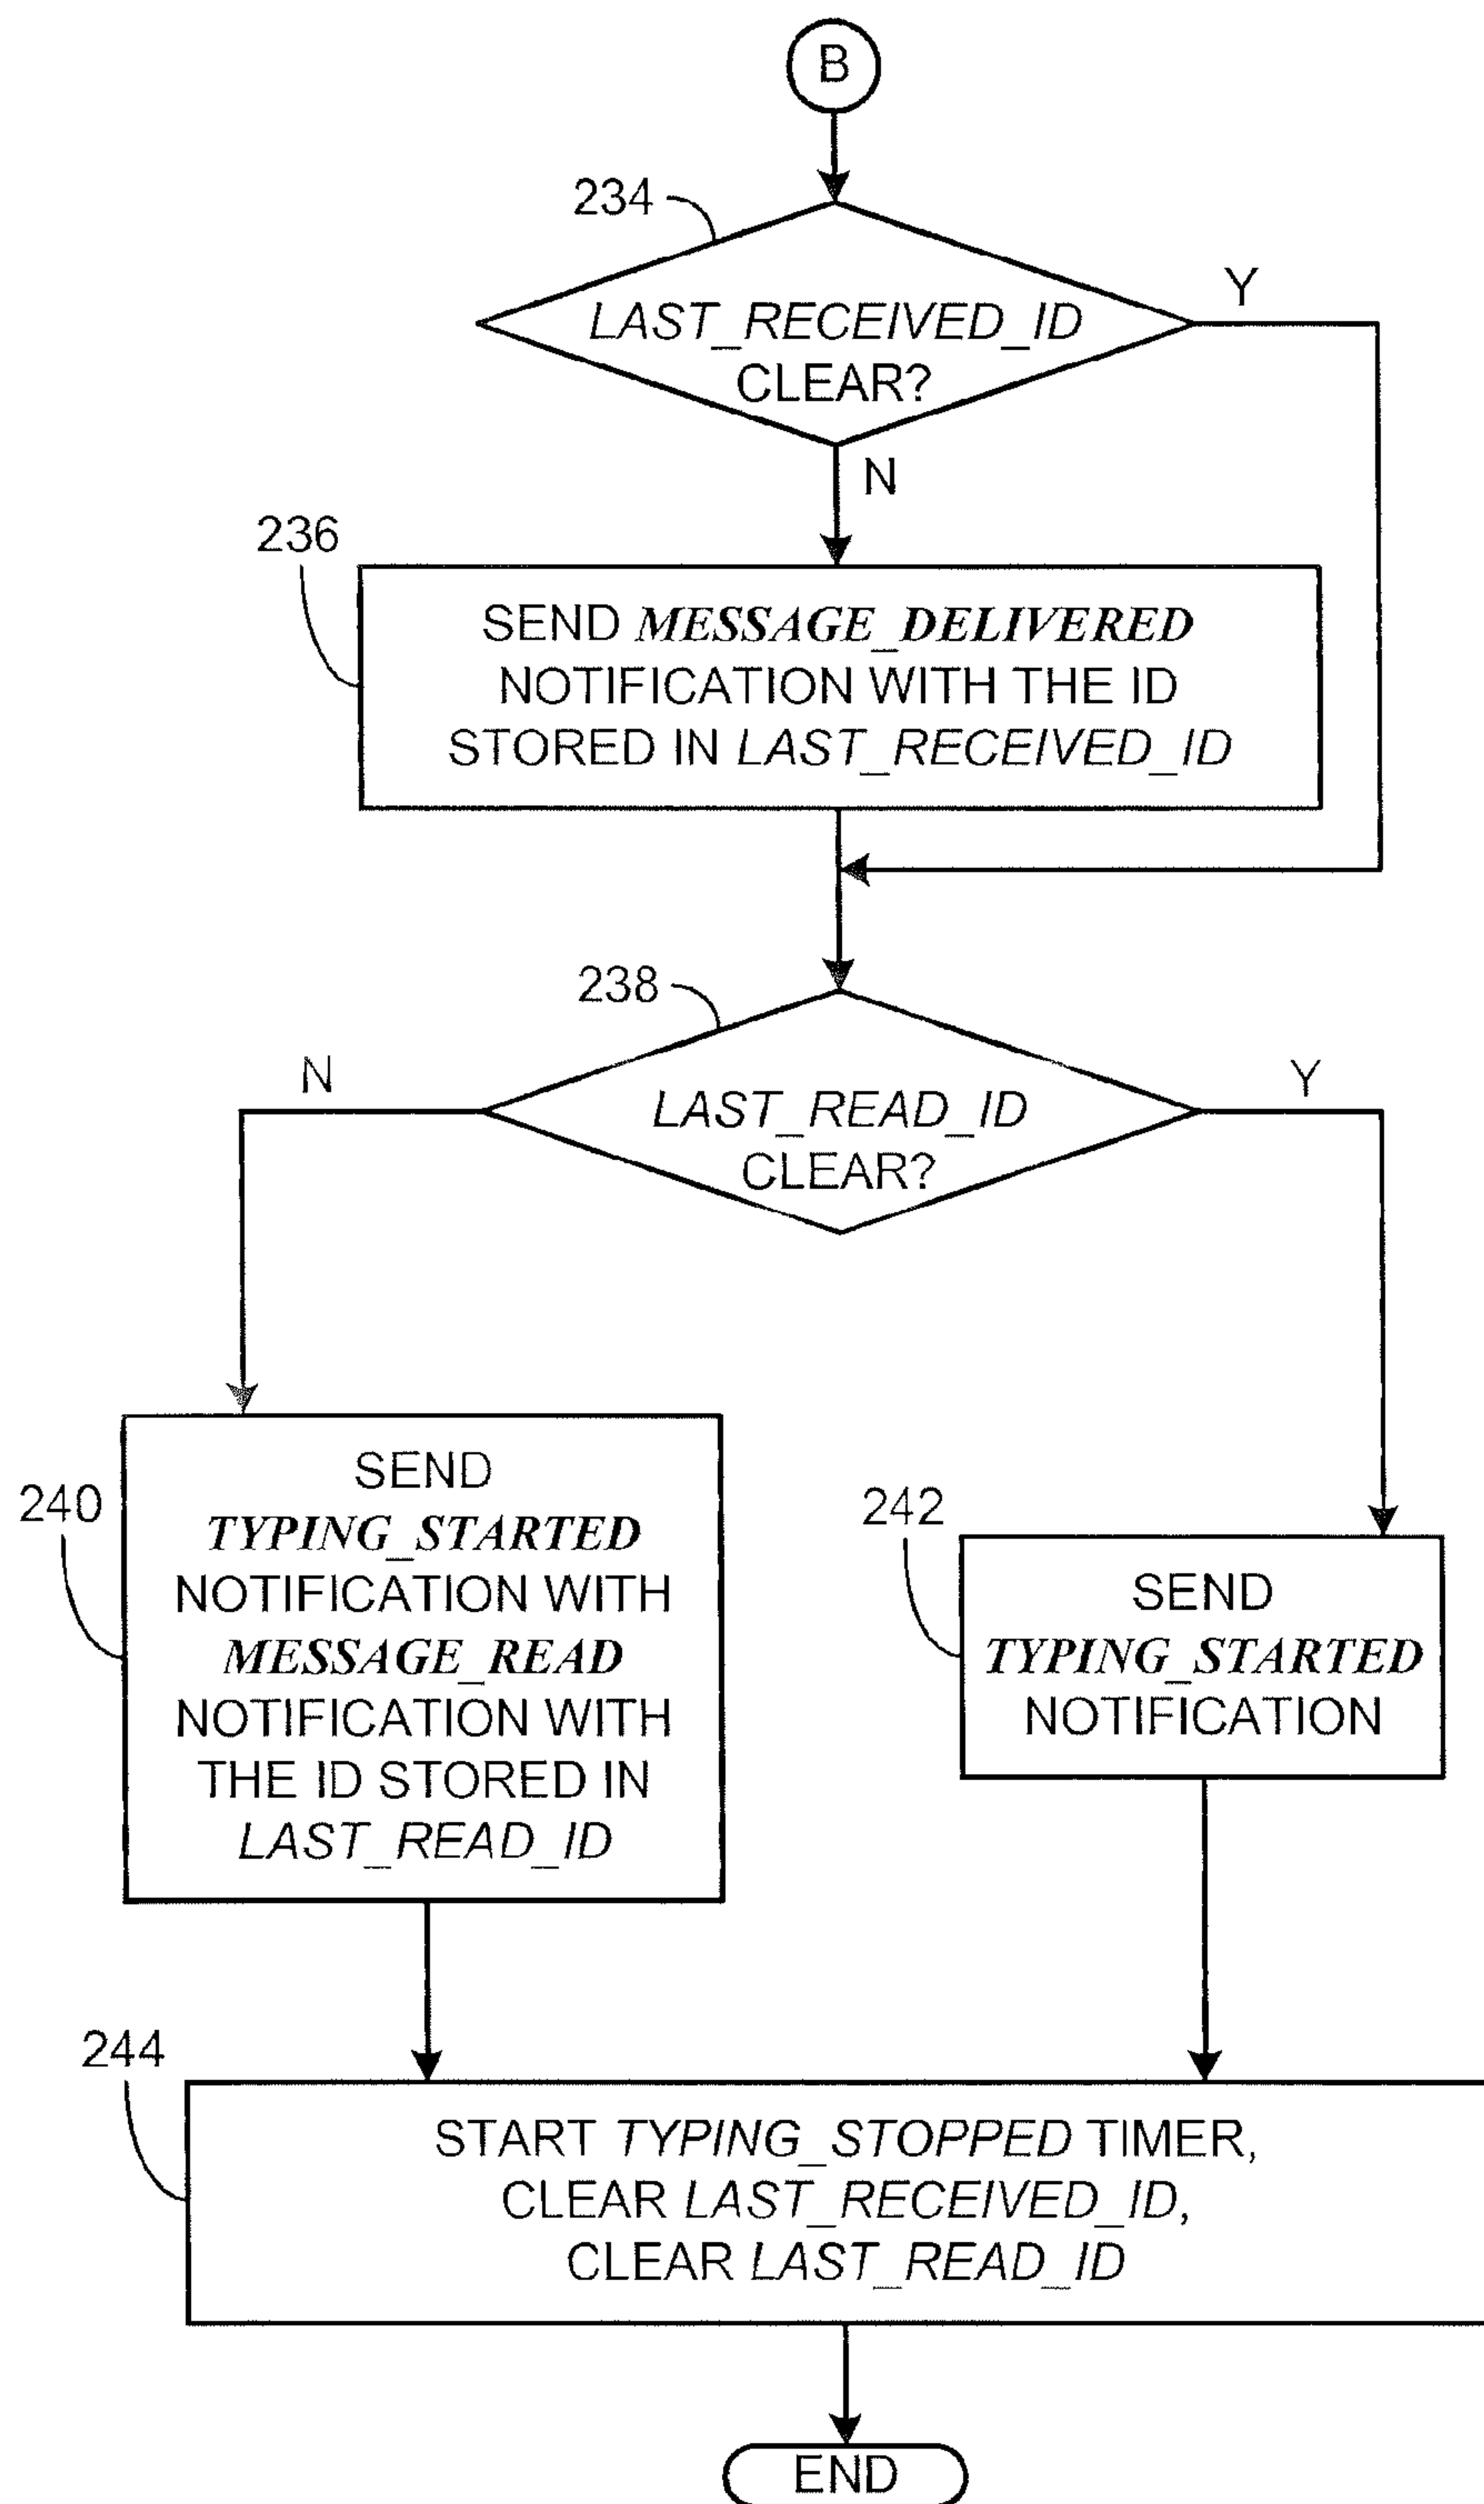 B
234
LAST_RECEIVED_ID
CLEAR?
Y
N
236
SEND MESSAGE_DELIVERED
NOTIFICATION WITH THE ID
STORED IN LAST_RECEIVED_ID
238
N
LAST_READ_ID
CLEAR?
Y
240
SEND
TYPING_STARTED
NOTIFICATION WITH
MESSAGE_READ
NOTIFICATION WITH
THE ID STORED IN
LAST_READ_ID
242
SEND
TYPING_STARTED
NOTIFICATION
244
START TYPING_STOPPED TIMER,
CLEAR LAST_RECEIVED_ID,
CLEAR LAST_READ_ID
END